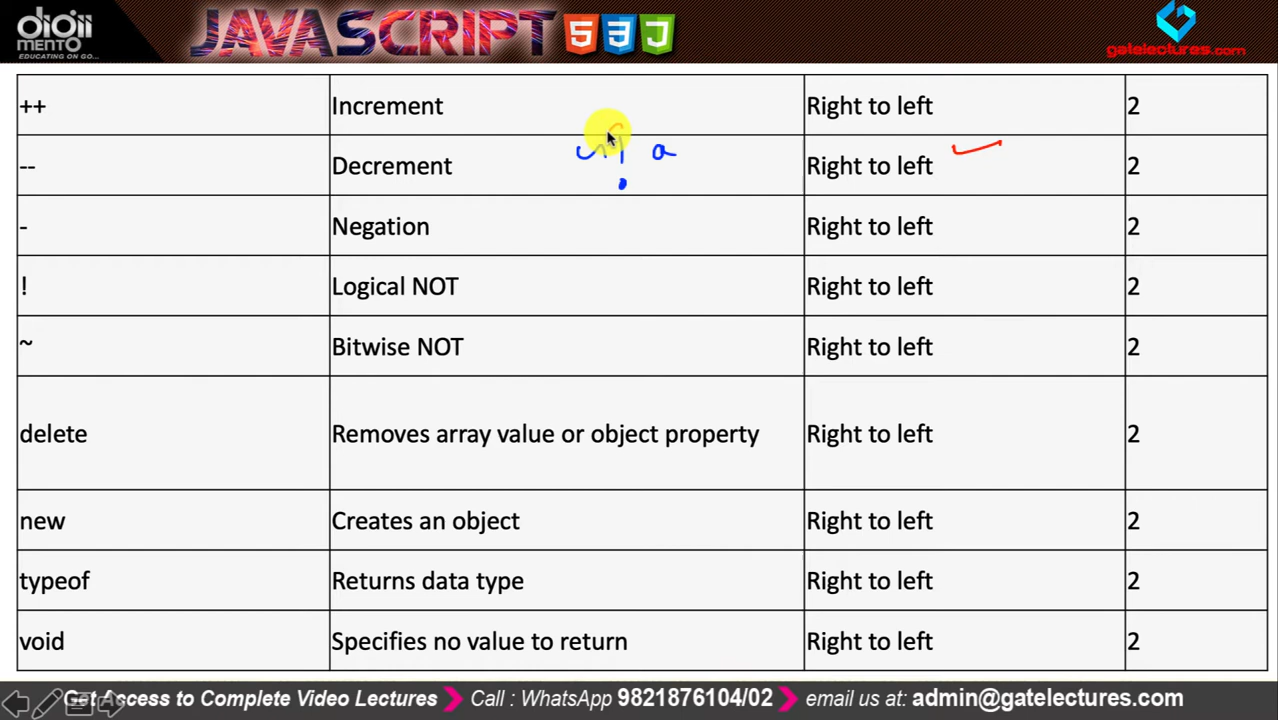 DIGII
MENTO
EDUCATING ON GO...
JAVASCRIPT 5 3 J
gatelectures.com
++ Increment Right to left 2
-- Decrement Right to left 2
- Negation Right to left 2
! Logical NOT Right to left 2
~ Bitwise NOT Right to left 2
delete Removes array value or object property Right to left 2
new Creates an object Right to left 2
typeof Returns data type Right to left 2
void Specifies no value to return Right to left 2
~ ! a
Get Access to Complete Video Lectures Call : WhatsApp 9821876104/02 email us at: admin@gatelectures.com